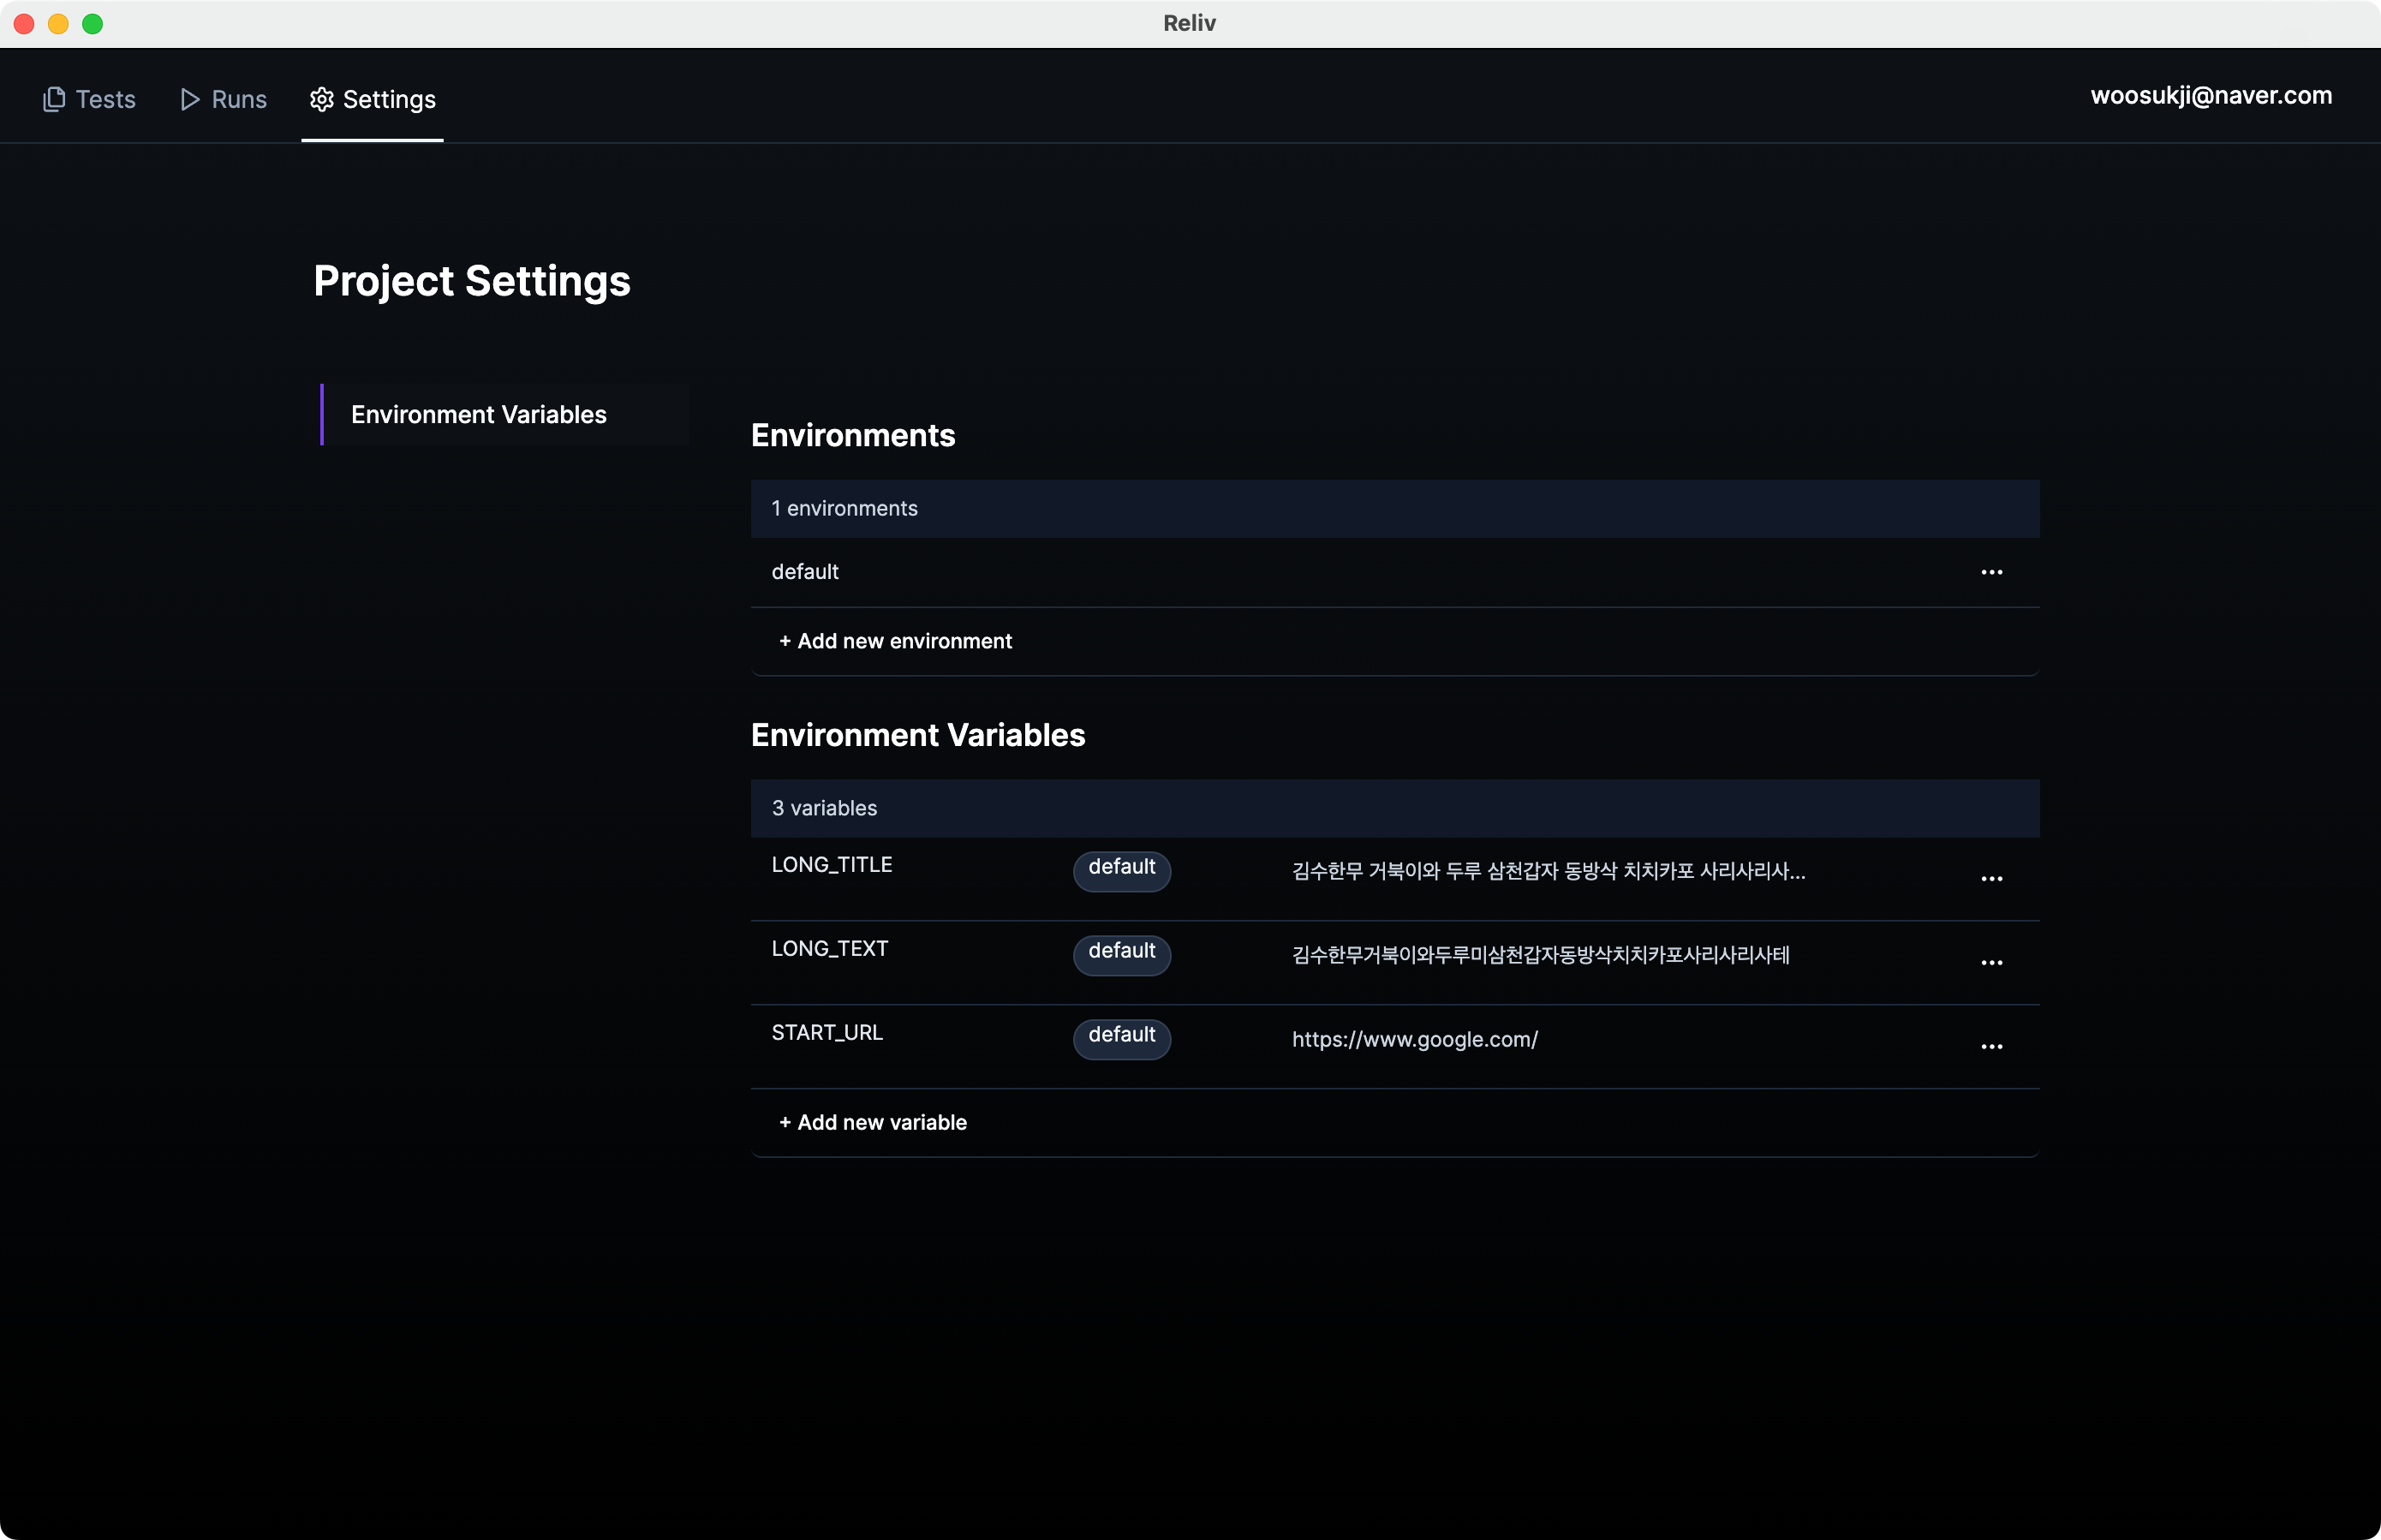 Reliv
Tests
Runs
Settings
woosukji@naver.com
Project Settings
Environment Variables
Environments
1 environments
default
+ Add new environment
Environment Variables
3 variables
LONG_TITLE default 김수한무 거북이와 두루 삼천갑자 동방삭 치치카포 사리사리사...
LONG_TEXT default 김수한무거북이와두루미삼천갑자동방삭치치카포사리사리사테
START_URL default https://www.google.com/
+ Add new variable